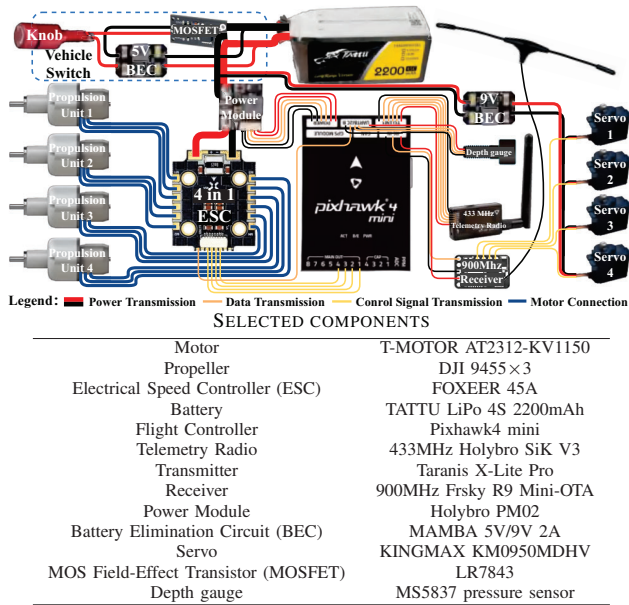 Knob
MOSFET
5V
Vehicle
Switch
BEC
TATTU
2200
Propulsion
Unit 1
Power
Module
9V
BEC
Servo
1
Propulsion
Unit 2
Depth gauge
4 in 1
ESC
Servo
2
Propulsion
Unit 3
pixhawk 4
mini
433 MHz
Telemetry Radio
Servo
3
Propulsion
Unit 4
900Mhz
Receiver
Servo
4
Legend: Power Transmission Data Transmission Conrol Signal Transmission Motor Connection
SELECTED COMPONENTS
Motor T-MOTOR AT2312-KV1150
Propeller DJI 9455×3
Electrical Speed Controller (ESC) FOXEER 45A
Battery TATTU LiPo 4S 2200mAh
Flight Controller Pixhawk4 mini
Telemetry Radio 433MHz Holybro SiK V3
Transmitter Taranis X-Lite Pro
Receiver 900MHz Frsky R9 Mini-OTA
Power Module Holybro PM02
Battery Elimination Circuit (BEC) MAMBA 5V/9V 2A
Servo KINGMAX KM0950MDHV
MOS Field-Effect Transistor (MOSFET) LR7843
Depth gauge MS5837 pressure sensor